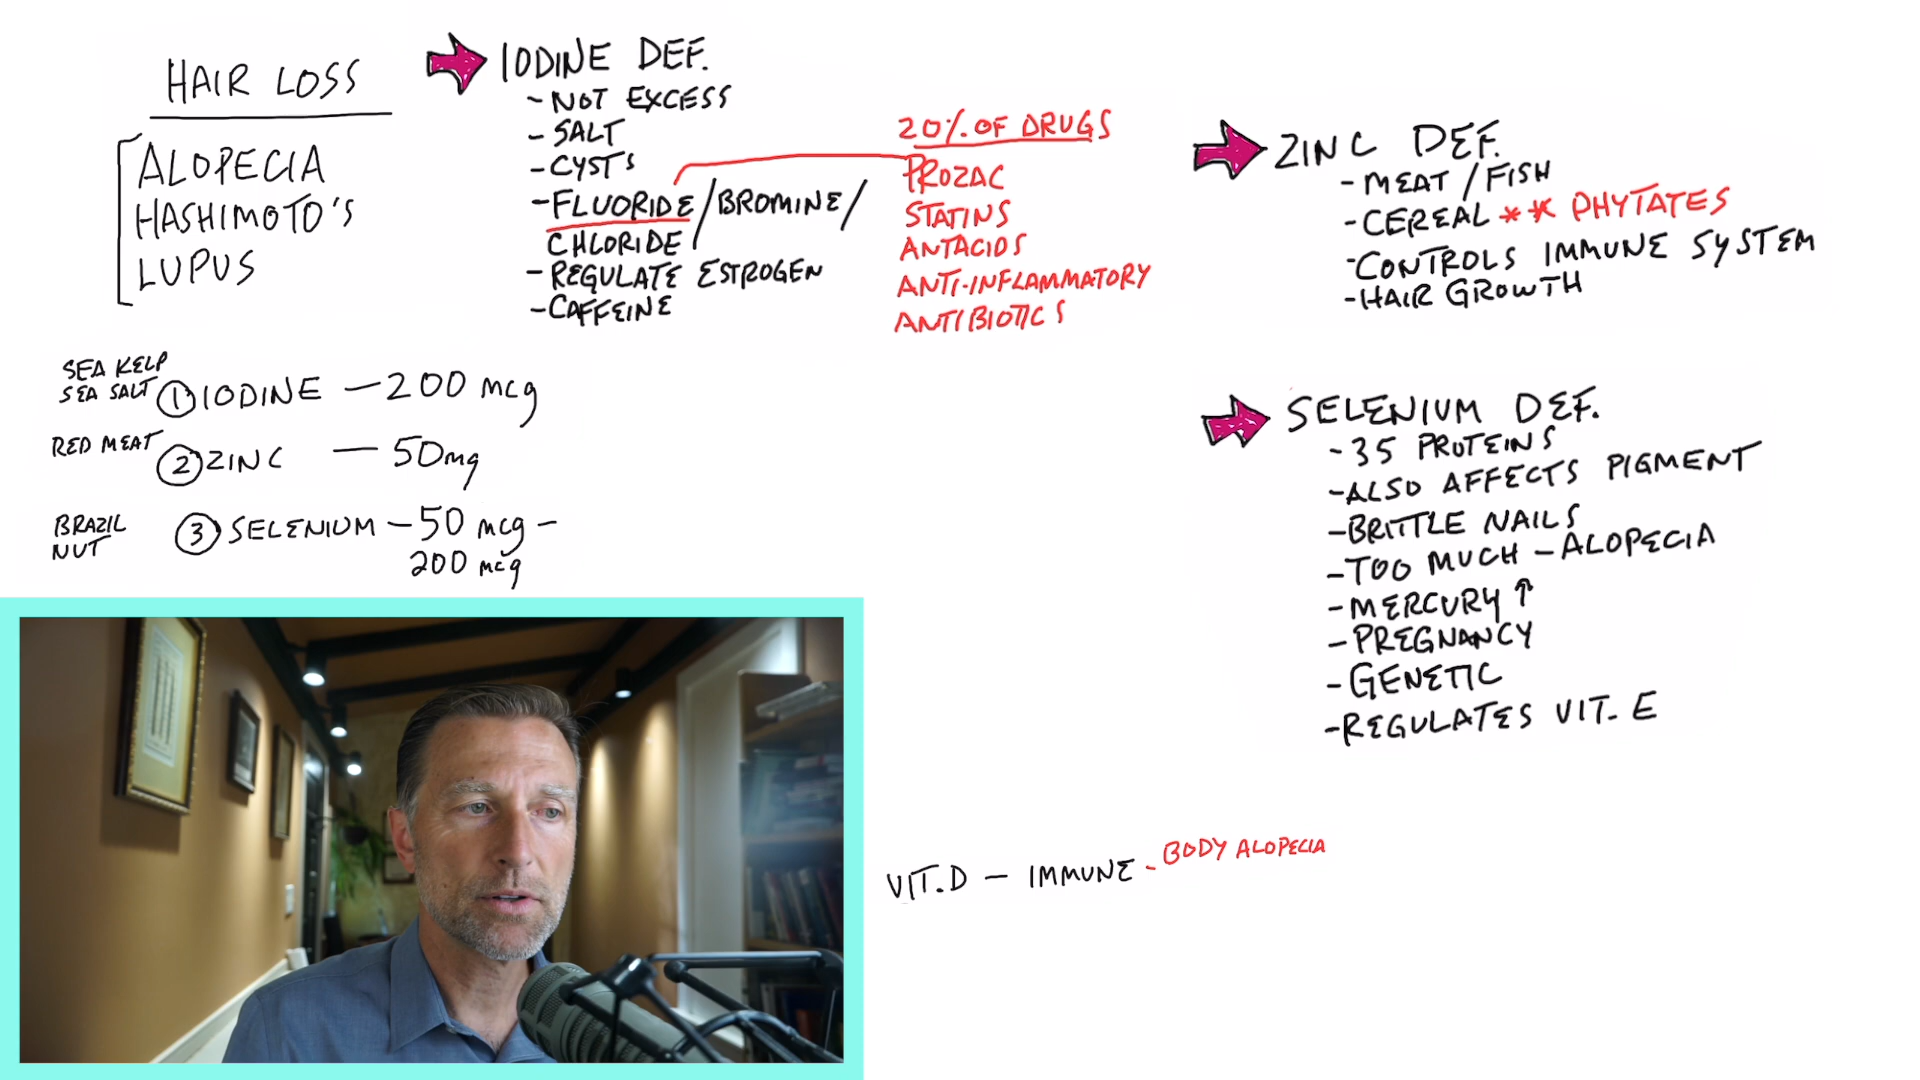 HAIR LOSS
ALOPECIA
HASHIMOTO'S
LUPUS
IODINE DEF.
- NOT EXCESS
- SALT
- CYSTS
- FLUORIDE/BROMINE/
CHLORIDE
- REGULATE ESTROGEN
- CAFFEINE
20% OF DRUGS
PROZAC
STATINS
ANTACIDS
ANTI-INFLAMMATORY
ANTIBIOTICS
ZINC DEF.
- MEAT/FISH
- CEREAL ** PHYTATES
- CONTROLS IMMUNE SYSTEM
- HAIR GROWTH
SEA KELP
SEA SALT ① IODINE — 200 mcg
RED MEAT ② ZINC — 50mg
BRAZIL
NUT
③ SELENIUM - 50 mcg -
200 mcg
SELENIUM DEF.
- 35 PROTEINS
- ALSO AFFECTS PIGMENT
- BRITTLE NAILS
- TOO MUCH - ALOPECIA
- MERCURY ↑
- PREGNANCY
- GENETIC
- REGULATES VIT. E
VIT. D - IMMUNE - BODY ALOPECIA